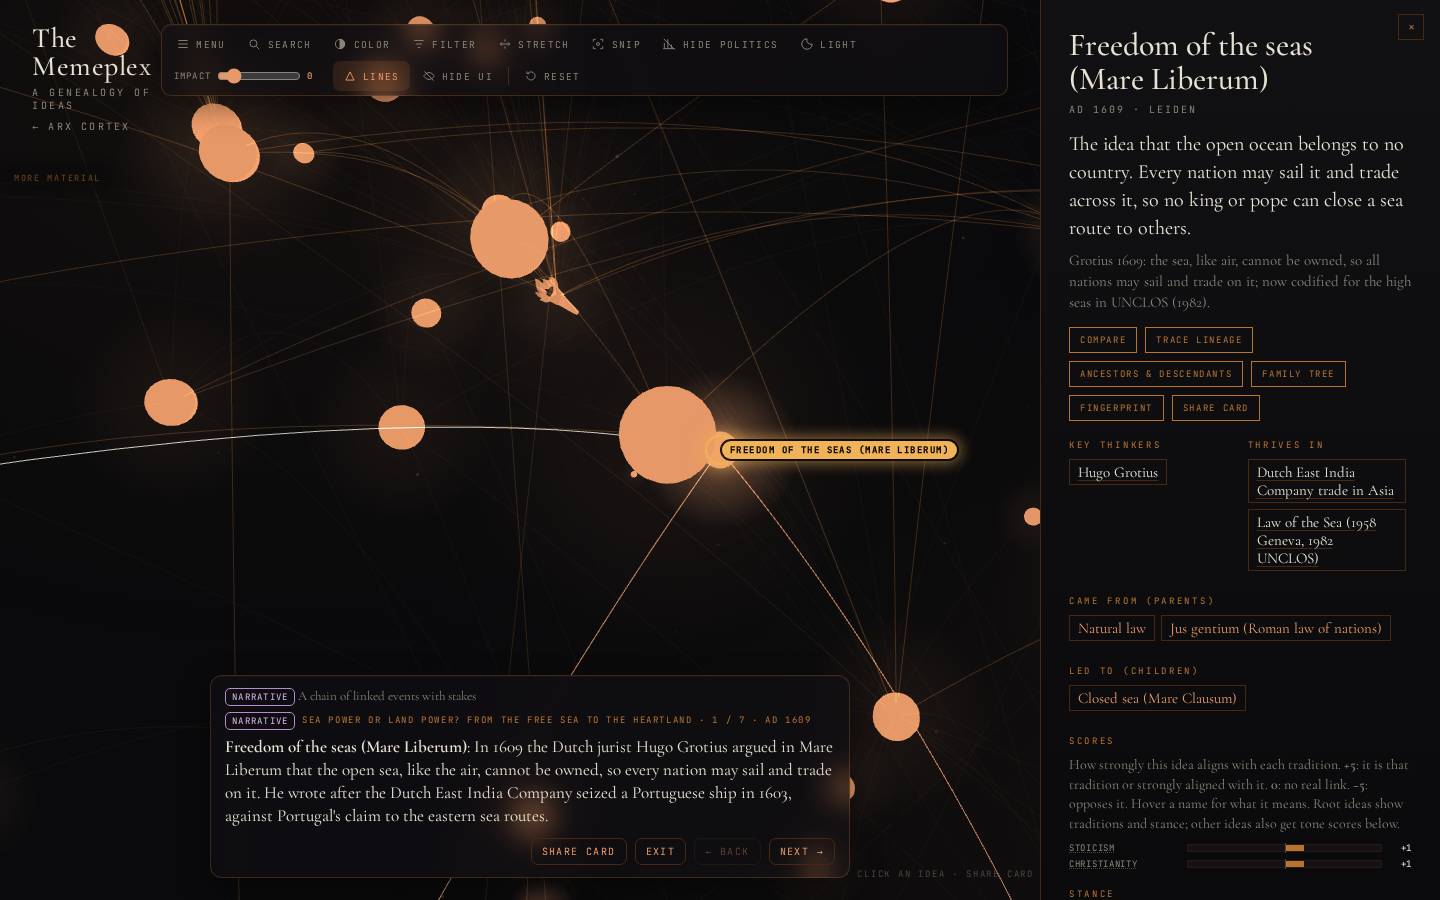 The
Memeplex
A GENEALOGY OF
IDEAS
← ARX CORTEX
MORE MATERIAL
MENU SEARCH COLOR FILTER STRETCH SNIP HIDE POLITICS LIGHT
IMPACT 0 LINES HIDE UI RESET
FREEDOM OF THE SEAS (MARE LIBERUM)
NARRATIVE A chain of linked events with stakes
NARRATIVE SEA POWER OR LAND POWER? FROM THE FREE SEA TO THE HEARTLAND · 1 / 7 · AD 1609
Freedom of the seas (Mare Liberum): In 1609 the Dutch jurist Hugo Grotius argued in Mare
Liberum that the open sea, like the air, cannot be owned, so every nation may sail and trade
on it. He wrote after the Dutch East India Company seized a Portuguese ship in 1603,
against Portugal's claim to the eastern sea routes.
SHARE CARD EXIT ← BACK NEXT →
CLICK AN IDEA · SHARE CARD
×
Freedom of the seas
(Mare Liberum)
AD 1609 · LEIDEN
The idea that the open ocean belongs to no
country. Every nation may sail it and trade
across it, so no king or pope can close a sea
route to others.
Grotius 1609: the sea, like air, cannot be owned, so all
nations may sail and trade on it; now codified for the high
seas in UNCLOS (1982).
COMPARE TRACE LINEAGE
ANCESTORS & DESCENDANTS FAMILY TREE
FINGERPRINT SHARE CARD
KEY THINKERS
Hugo Grotius
THRIVES IN
Dutch East India
Company trade in Asia
Law of the Sea (1958
Geneva, 1982
UNCLOS)
CAME FROM (PARENTS)
Natural law Jus gentium (Roman law of nations)
LED TO (CHILDREN)
Closed sea (Mare Clausum)
SCORES
How strongly this idea aligns with each tradition. +5: it is that
tradition or strongly aligned with it. 0: no real link. −5:
opposes it. Hover a name for what it means. Root ideas show
traditions and stance; other ideas also get tone scores below.
STOICISM +1
CHRISTIANITY +1
STANCE